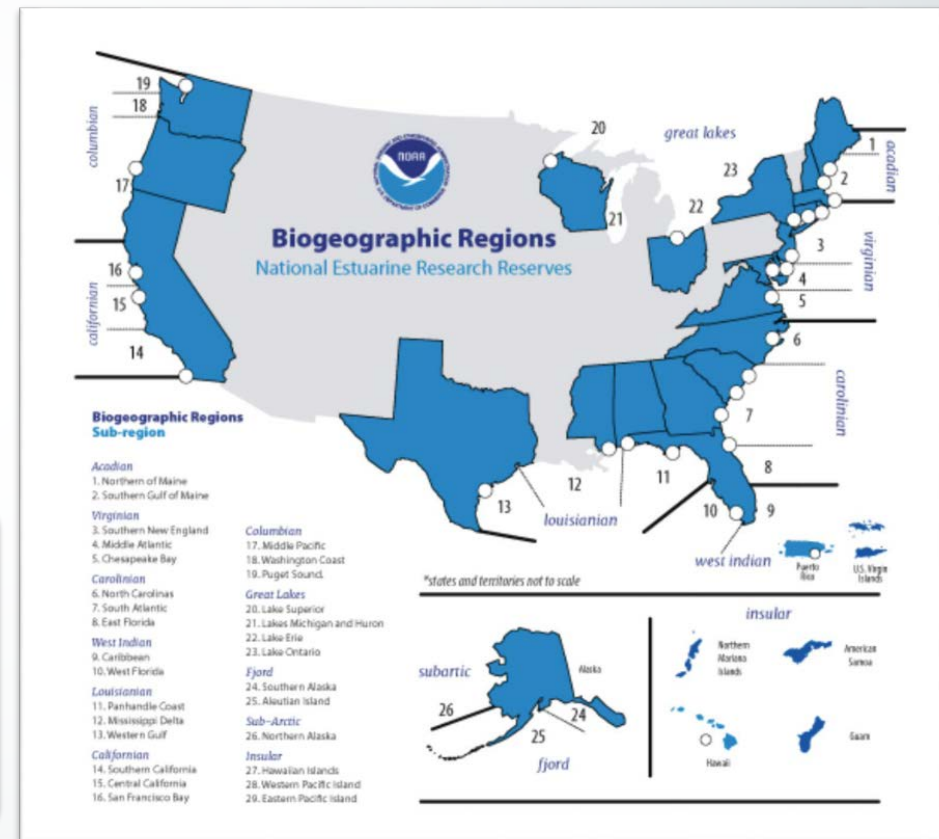 19
18
columbian
17
16
californian
15
14
NOAA
Biogeographic Regions
National Estuarine Research Reserves
20
great lakes
21
22
23
1
acadian
2
3
virginian
4
5
6
carolinian
7
8
9
10
11
12
13
louisianian
west indian
Puerto
Rico
U.S. Virgin
Islands
*states and territories not to scale
Biogeographic Regions
Sub-region
Acadian
1. Northern of Maine
2. Southern Gulf of Maine
Virginian
3. Southern New England
4. Middle Atlantic
5. Chesapeake Bay
Carolinian
6. North Carolinas
7. South Atlantic
8. East Florida
West Indian
9. Caribbean
10. West Florida
Louisianian
11. Panhandle Coast
12. Mississippi Delta
13. Western Gulf
Californian
14. Southern California
15. Central California
16. San Francisco Bay
Columbian
17. Middle Pacific
18. Washington Coast
19. Puget Sound.
Great Lakes
20. Lake Superior
21. Lakes Michigan and Huron
22. Lake Erie
23. Lake Ontario
Fjord
24. Southern Alaska
25. Aleutian Island
Sub-Arctic
26. Northern Alaska
Insular
27. Hawaiian Islands
28. Western Pacific Island
29. Eastern Pacific Island
subartic
Alaska
26
24
25
fjord
insular
Northern
Mariana
Islands
American
Samoa
Hawaii
Guam